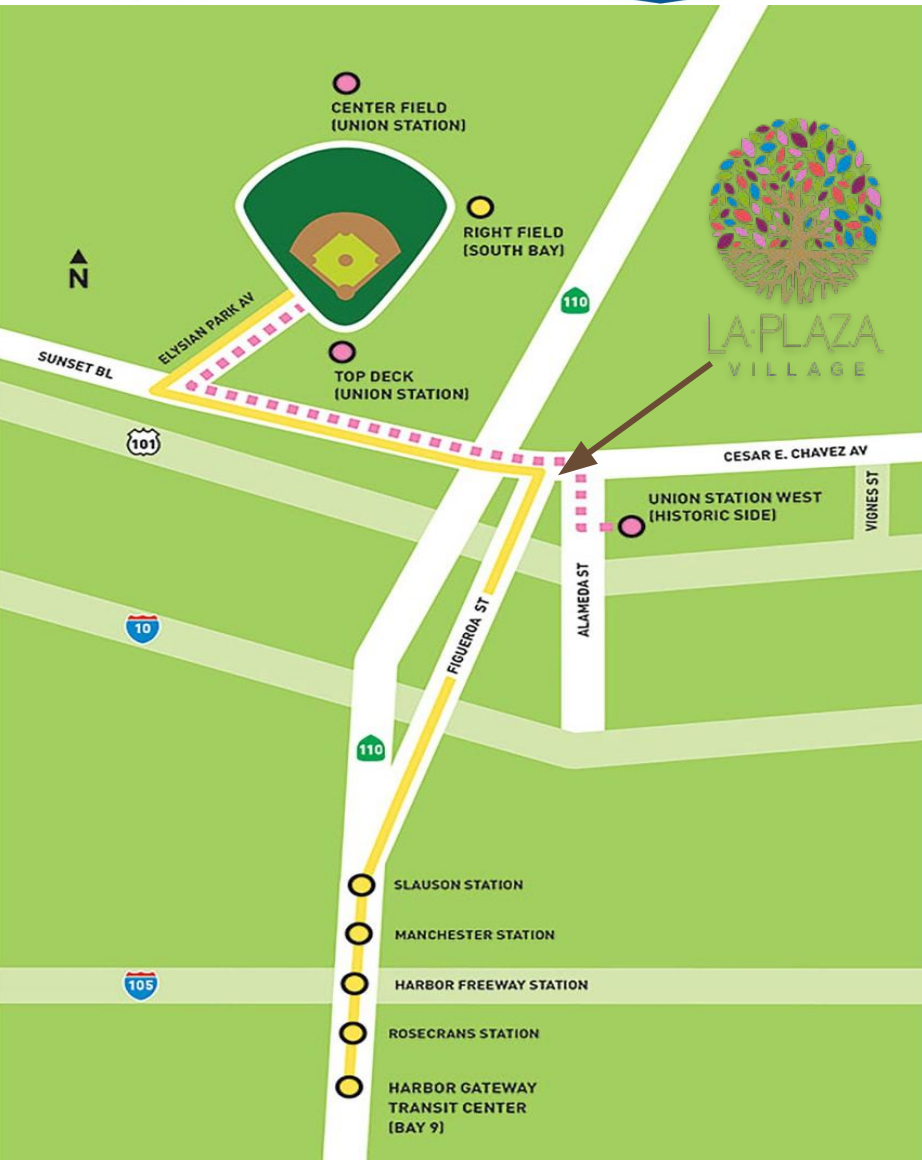 CENTER FIELD
(UNION STATION)
RIGHT FIELD
(SOUTH BAY)
N
ELYSIAN PARK AV
110
LA·PLAZA
VILLAGE
SUNSET BL
TOP DECK
(UNION STATION)
101
CESAR E. CHAVEZ AV
UNION STATION WEST
(HISTORIC SIDE)
VIGNES ST
ALAMEDA ST
FIGUEROA ST
10
110
SLAUSON STATION
MANCHESTER STATION
105
HARBOR FREEWAY STATION
ROSECRANS STATION
HARBOR GATEWAY
TRANSIT CENTER
(BAY 9)